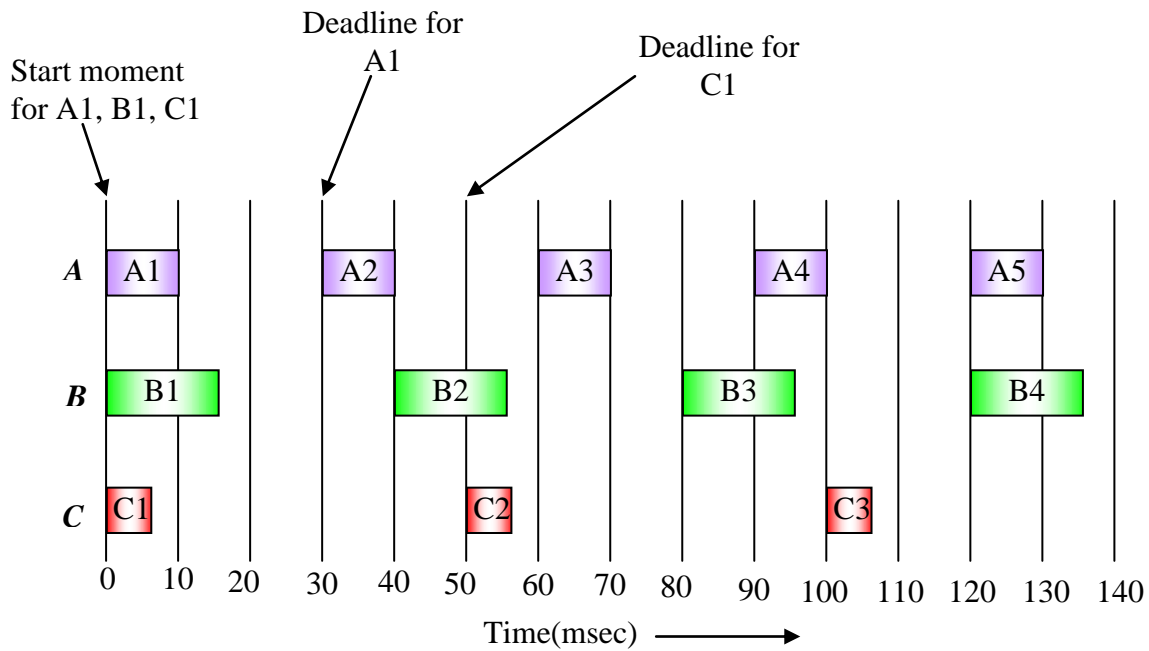 Deadline for
A1
Deadline for
C1
Start moment
for A1, B1, C1
A
A1
A2
A3
A4
A5
B
B1
B2
B3
B4
C
C1
C2
C3
0 10 20 30 40 50 60 70 80 90 100 110 120 130 140
Time(msec)